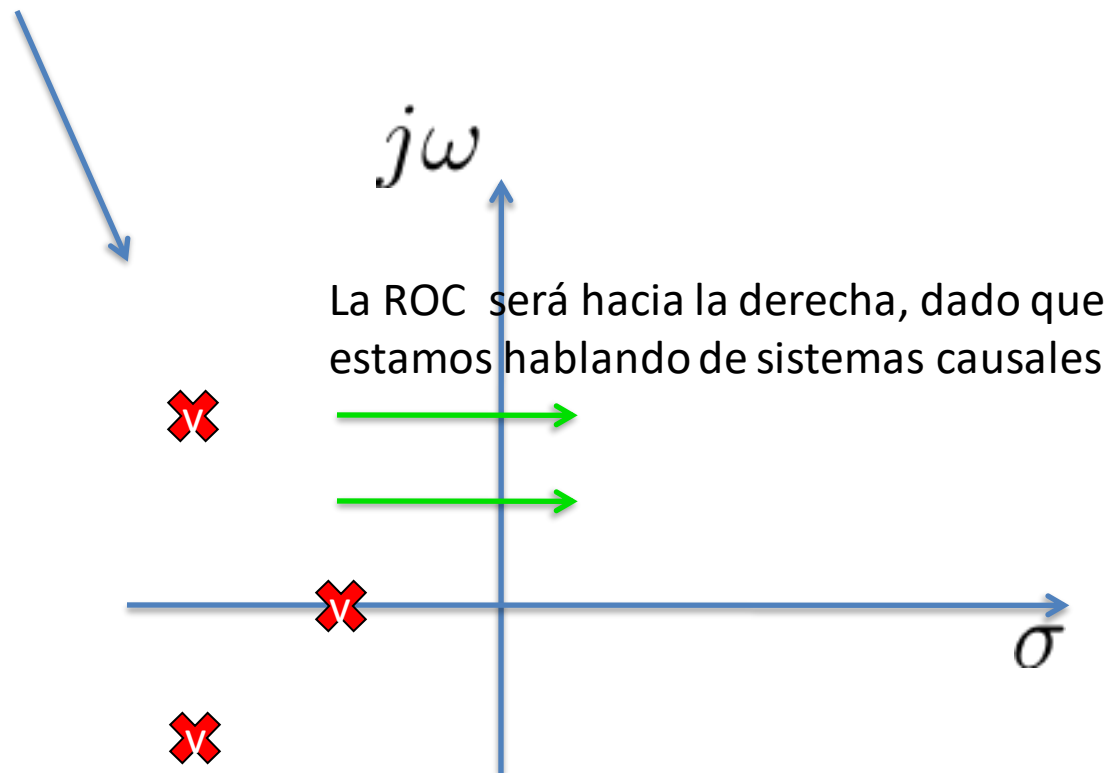 jω
La ROC será hacia la derecha, dado que
estamos hablando de sistemas causales
v
v
σ
v